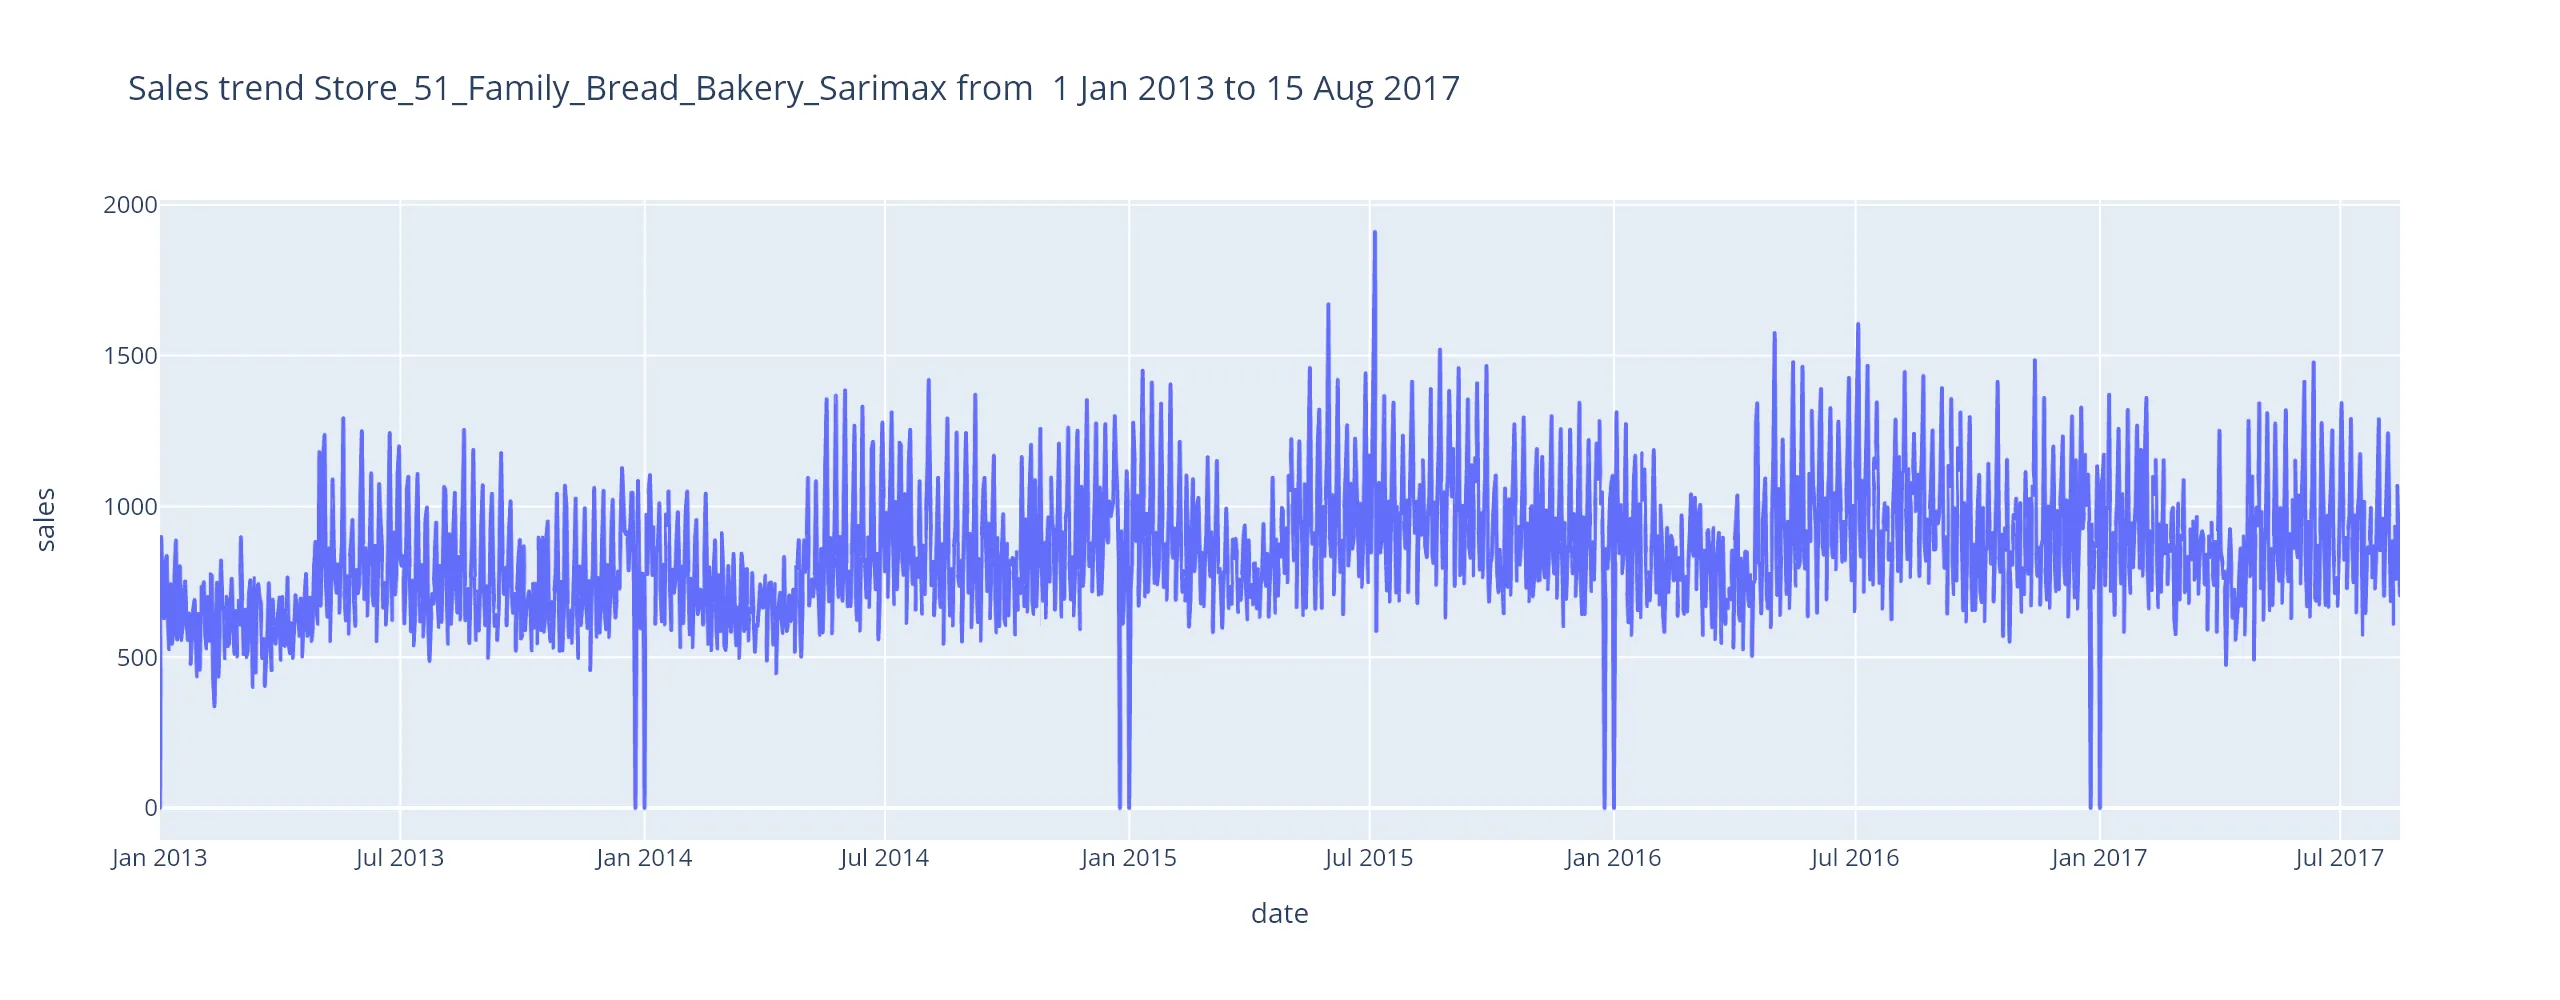 Sales trend Store_51_Family_Bread_Bakery_Sarimax from  1 Jan 2013 to 15 Aug 2017
2000
1500
1000
500
0
sales
Jan 2013 Jul 2013 Jan 2014 Jul 2014 Jan 2015 Jul 2015 Jan 2016 Jul 2016 Jan 2017 Jul 2017
date